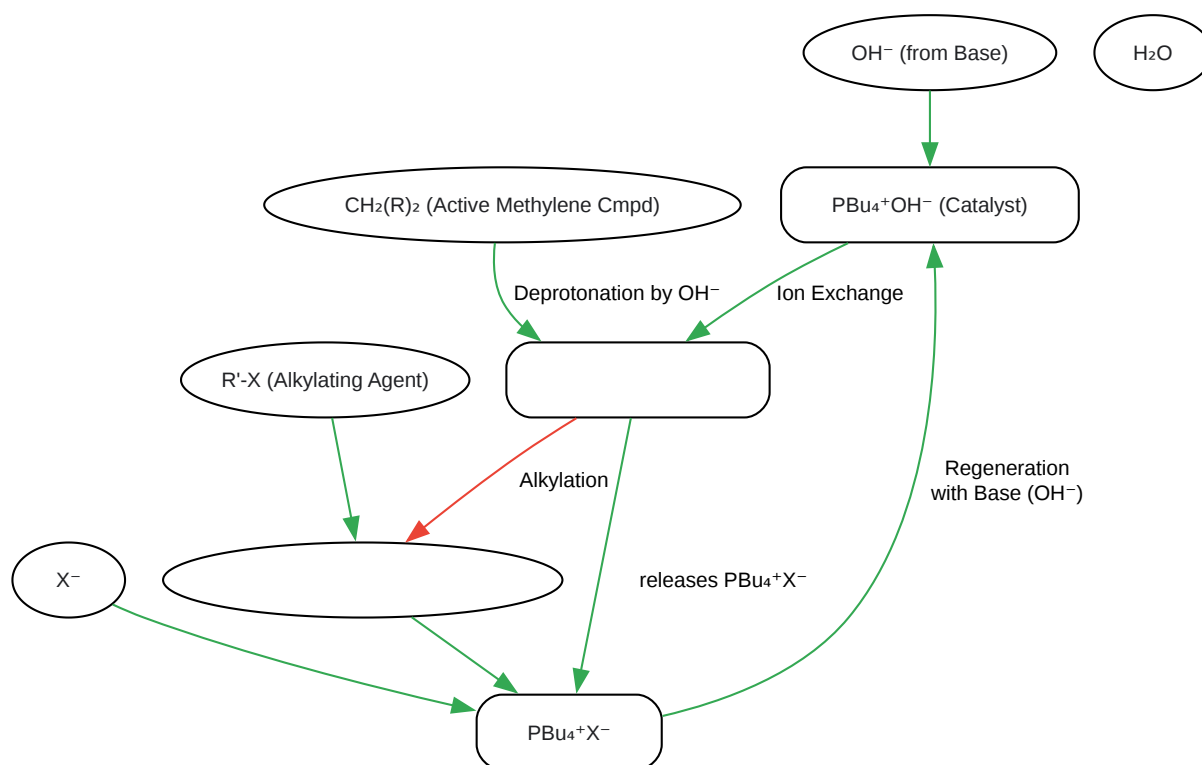 OH⁻ (from Base)
H₂O
CH₂(R)₂ (Active Methylene Cmpd)
PBu₄⁺OH⁻ (Catalyst)
Deprotonation by OH⁻
Ion Exchange
R'-X (Alkylating Agent)
Alkylation
Regeneration
with Base (OH⁻)
X⁻
releases PBu₄⁺X⁻
PBu₄⁺X⁻